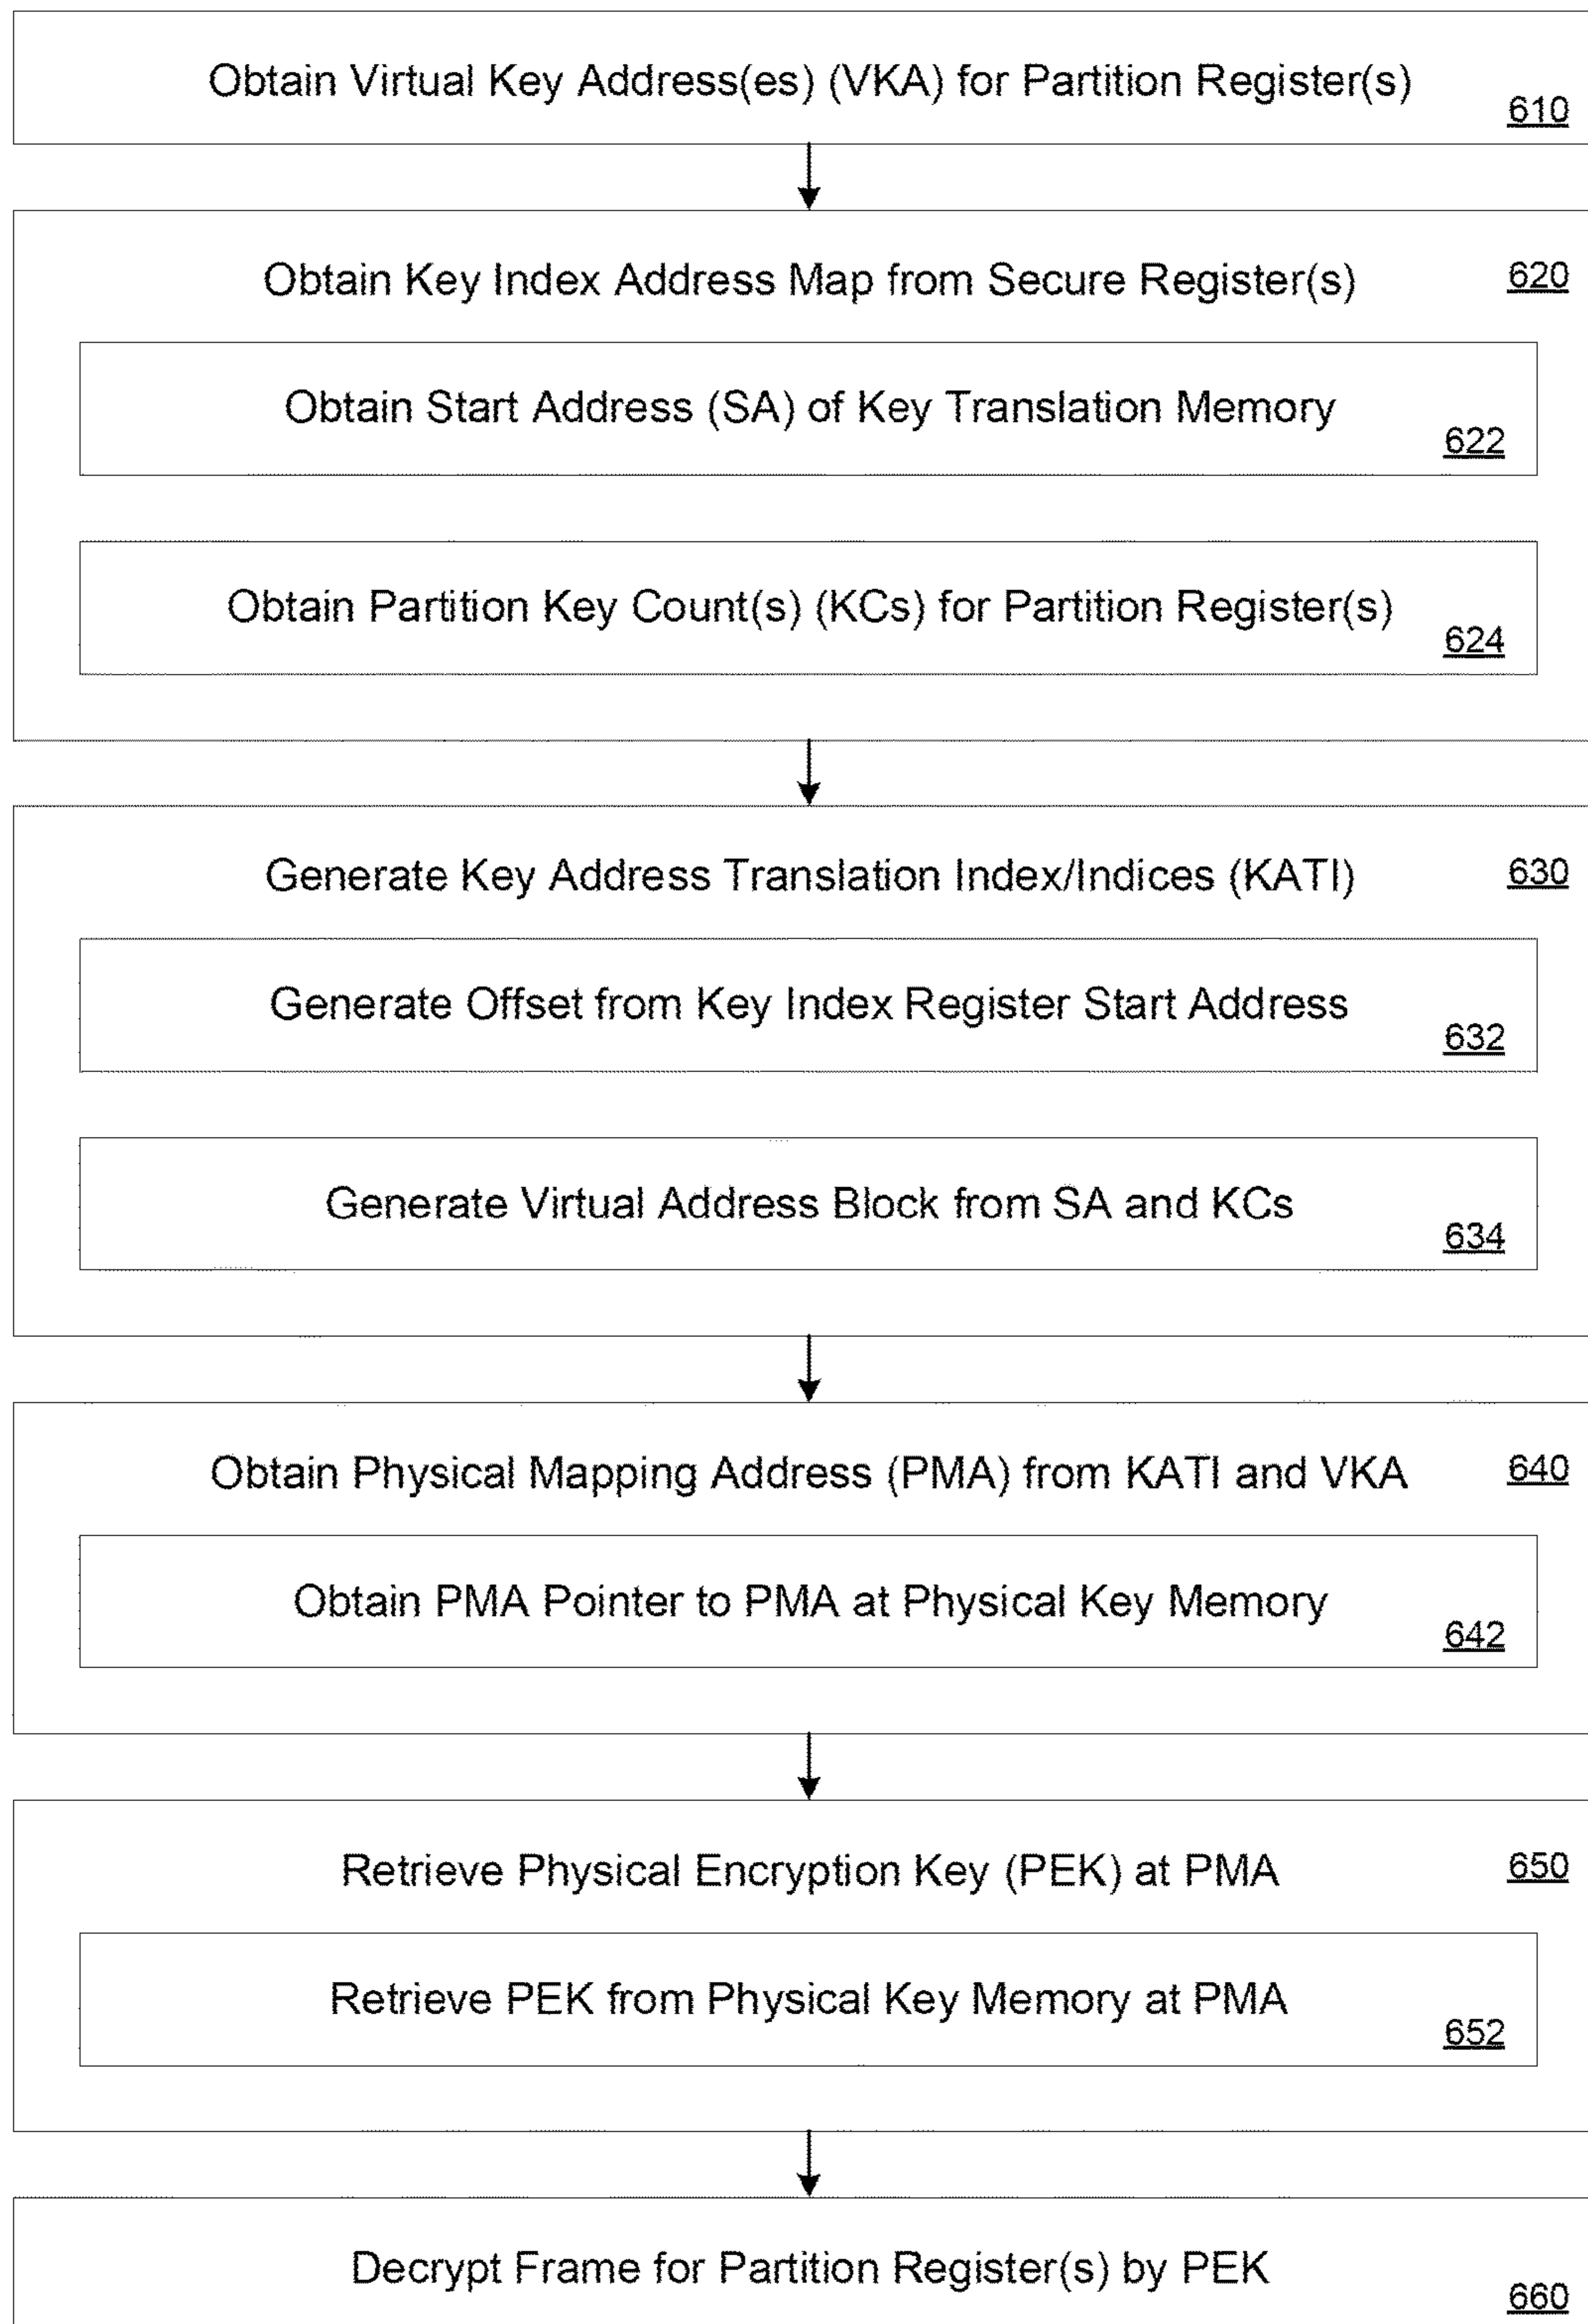 Obtain Virtual Key Address(es) (VKA) for Partition Register(s)
610
Obtain Key Index Address Map from Secure Register(s)
620
Obtain Start Address (SA) of Key Translation Memory
622
Obtain Partition Key Count(s) (KCs) for Partition Register(s)
624
Generate Key Address Translation Index/Indices (KATI)
630
Generate Offset from Key Index Register Start Address
632
Generate Virtual Address Block from SA and KCs
634
Obtain Physical Mapping Address (PMA) from KATI and VKA
640
Obtain PMA Pointer to PMA at Physical Key Memory
642
Retrieve Physical Encryption Key (PEK) at PMA
650
Retrieve PEK from Physical Key Memory at PMA
652
Decrypt Frame for Partition Register(s) by PEK
660